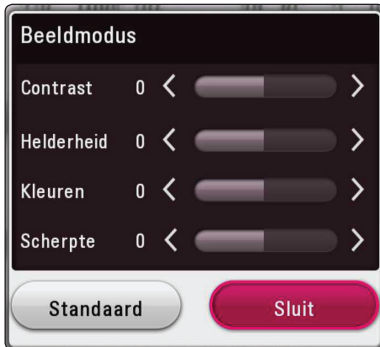 Beeldmodus
Contrast 0
Helderheid 0
Kleuren 0
Scherpte 0
Standaard
Sluit